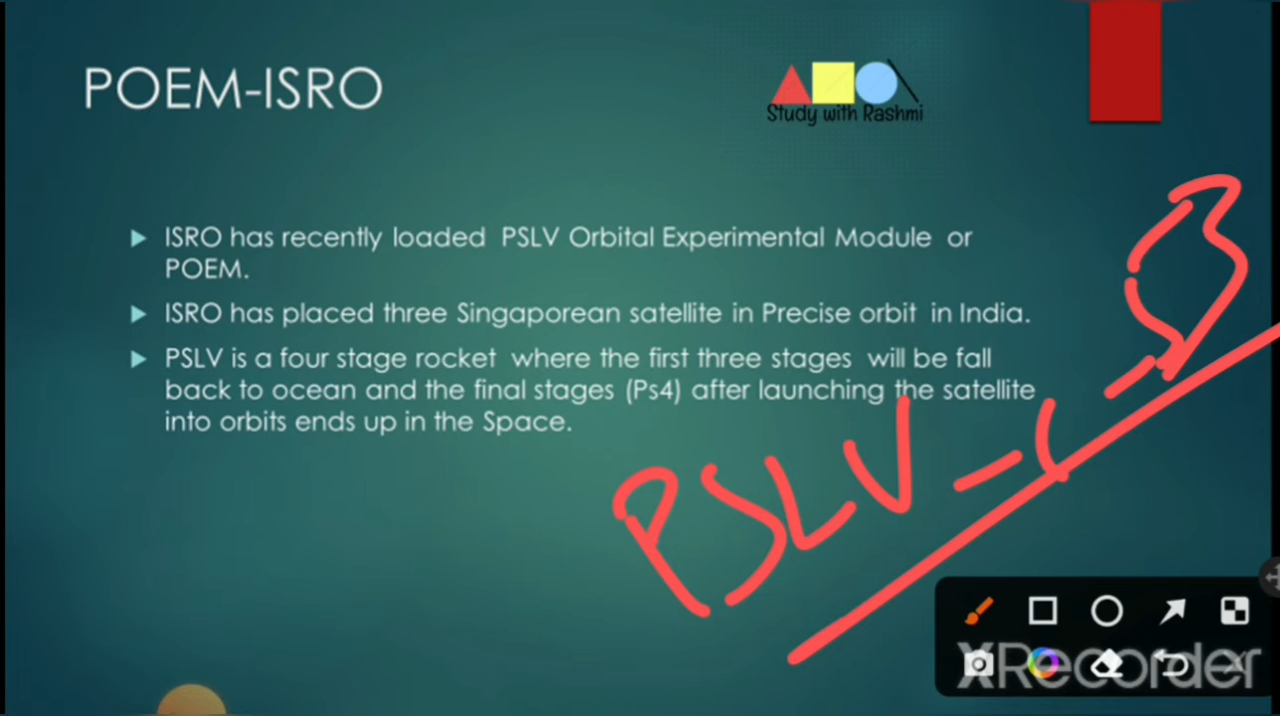 POEM-ISRO
Study with Rashmi
ISRO has recently loaded PSLV Orbital Experimental Module or
POEM.
ISRO has placed three Singaporean satellite in Precise orbit in India.
PSLV is a four stage rocket where the first three stages will be fall
back to ocean and the final stages (Ps4) after launching the satellite
into orbits ends up in the Space.
PSLV-C-
XRecorder